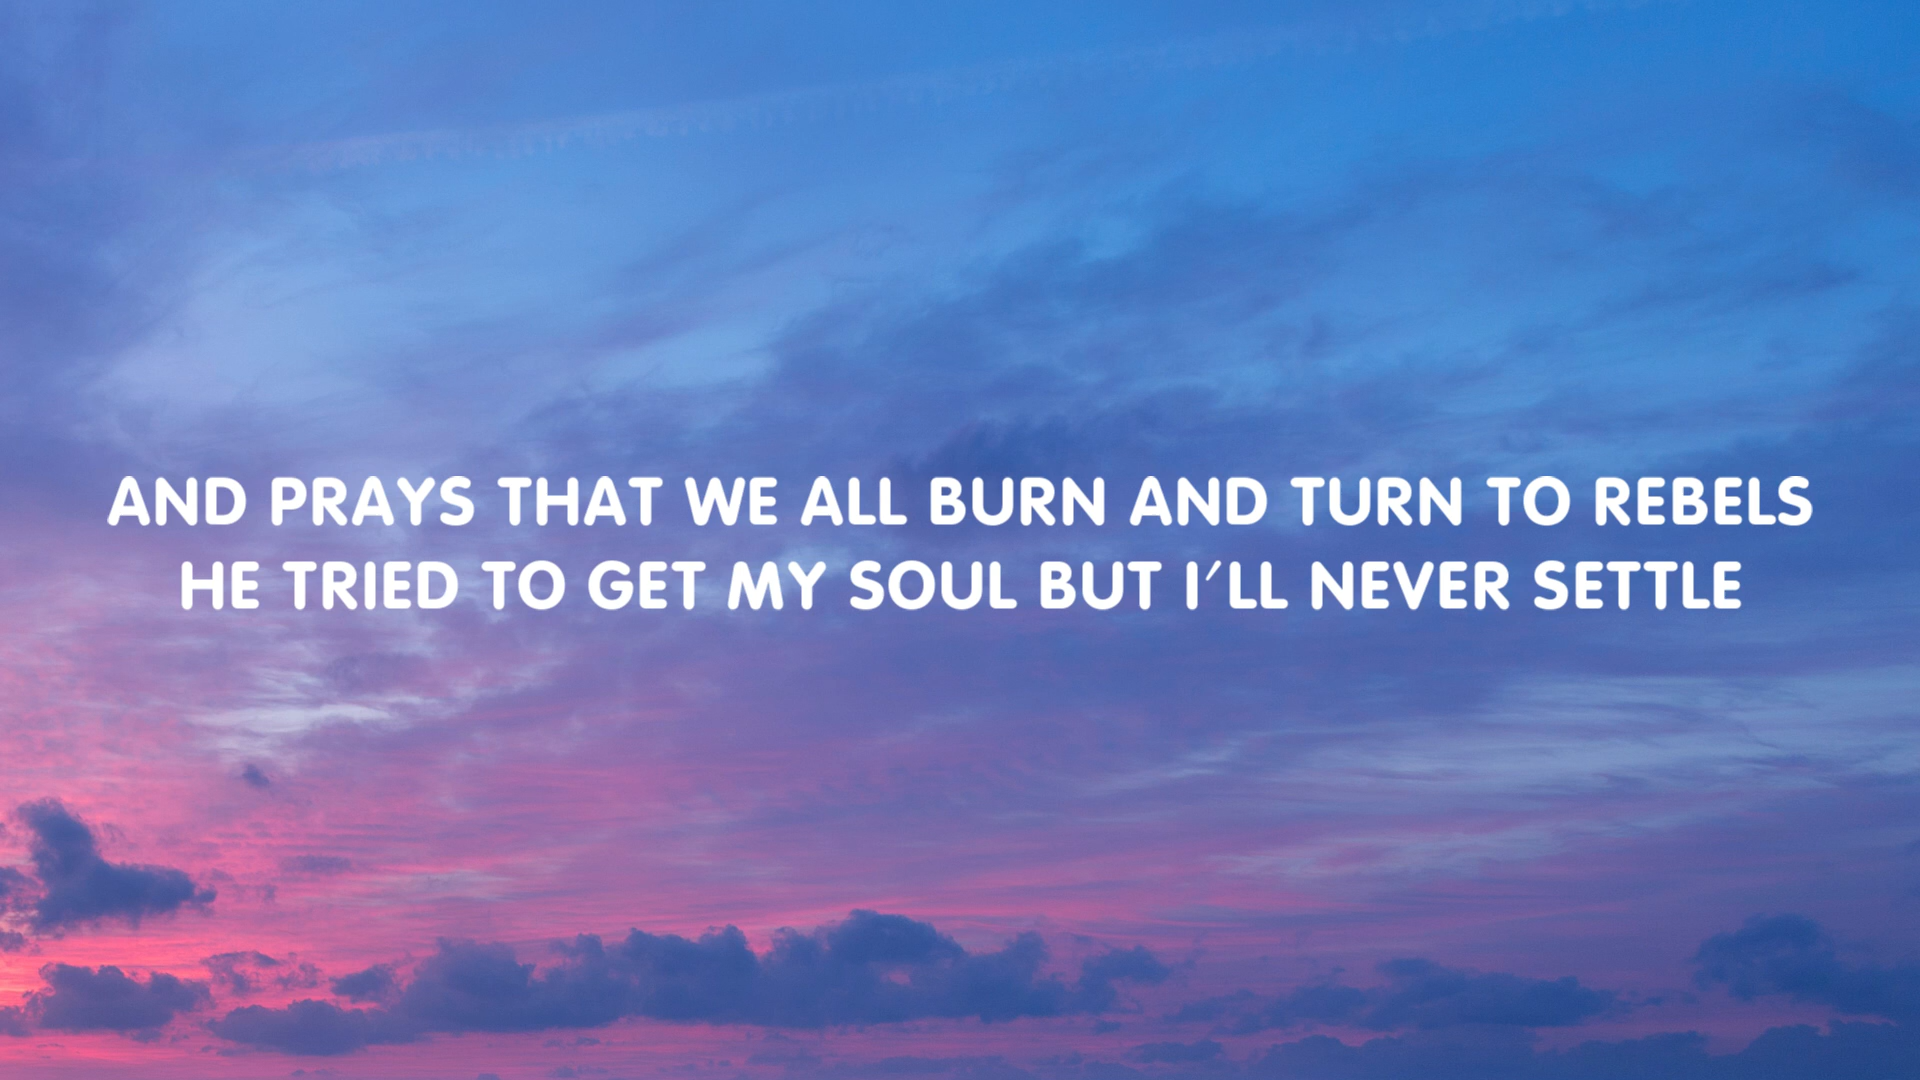 AND PRAYS THAT WE ALL BURN AND TURN TO REBELS
HE TRIED TO GET MY SOUL BUT I'LL NEVER SETTLE